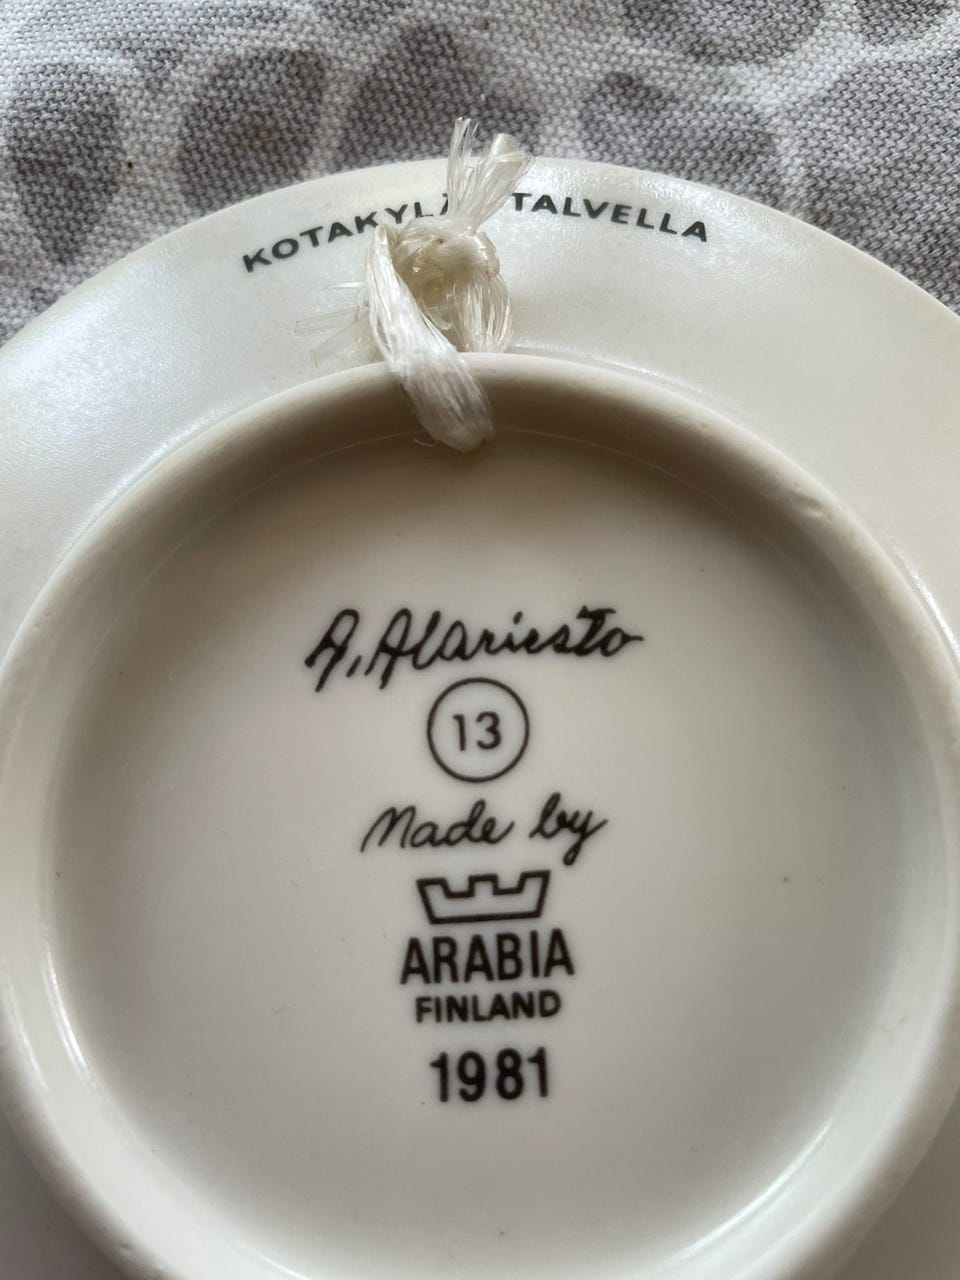 KOTAKYLÄ TALVELLA
A. Alariesto
13
Made by
ARABIA
FINLAND
1981